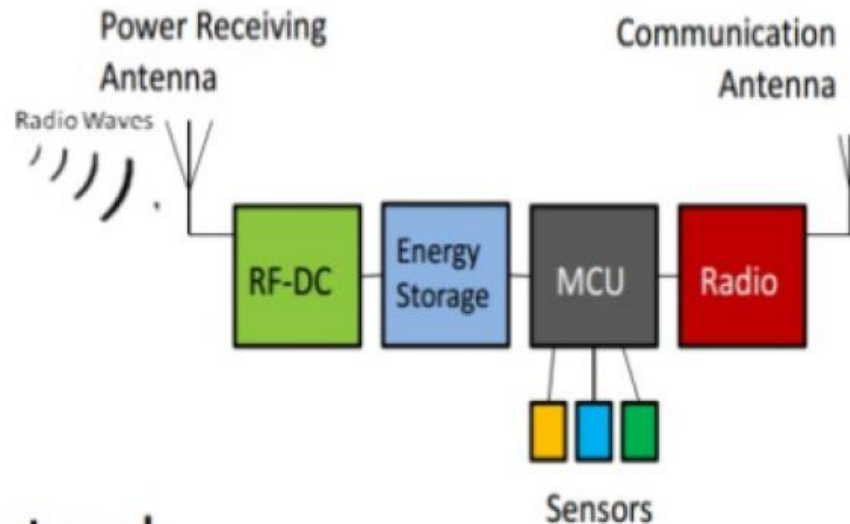 Power Receiving
Antenna
Communication
Antenna
Radio Waves
RF-DC
Energy
Storage
MCU
Radio
Sensors